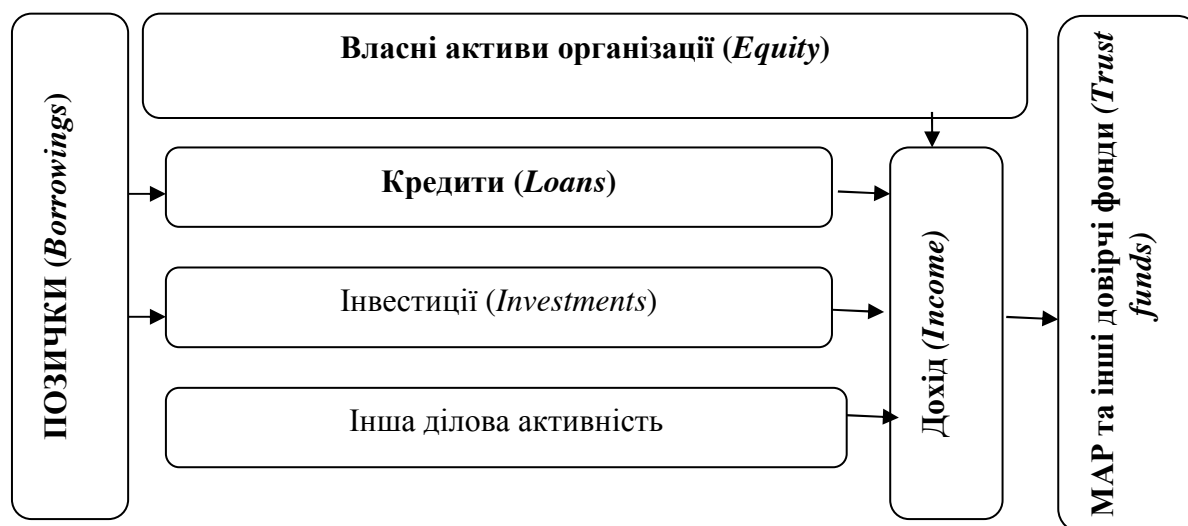 ПОЗИЧКИ (Borrowings)
Власні активи організації (Equity)
Кредити (Loans)
Інвестиції (Investments)
Інша ділова активність
Дохід (Income)
МАР та інші довірчі фонди (Trust
funds)